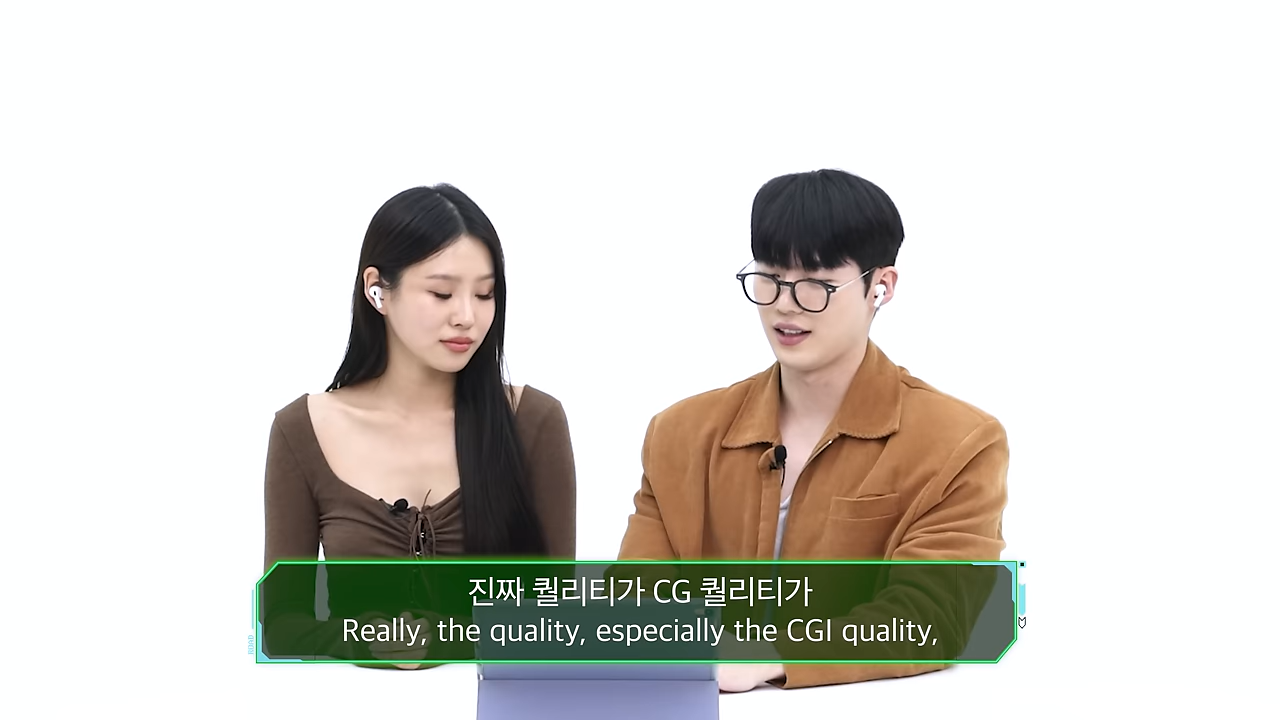 진짜 퀄리티가 CG 퀄리티가
Really, the quality, especially the CGI quality,